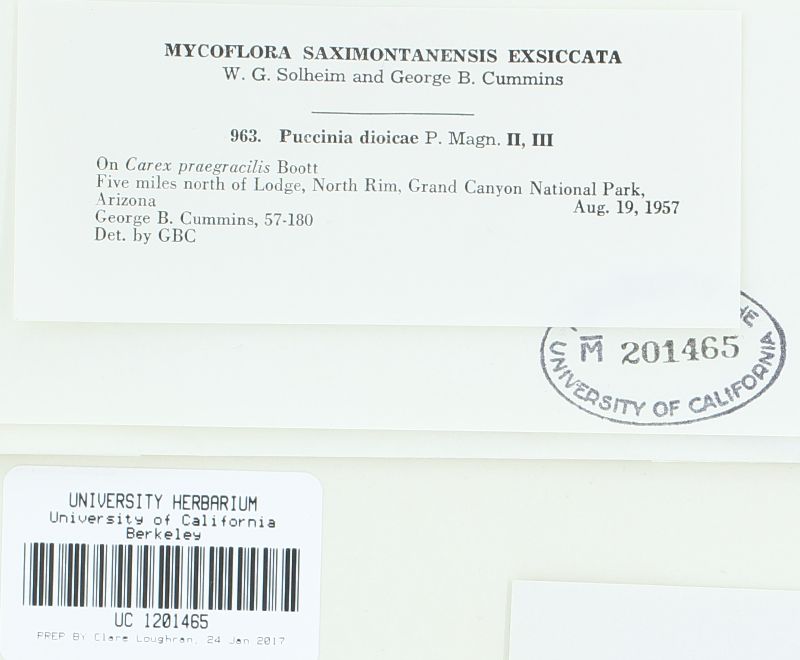 MYCOFLORA SAXIMONTANENSIS EXSICCATA
W. G. Solheim and George B. Cummins
963. Puccinia dioicae P. Magn. II, III
On Carex praegracilis Boott
Five miles north of Lodge, North Rim, Grand Canyon National Park,
Arizona Aug. 19, 1957
George B. Cummins, 57-180
Det. by GBC
M̅ 201465
UNIVERSITY OF CALIFORNIA
UNIVERSITY HERBARIUM
University of California
Berkeley
UC 1201465
PREP BY Clare Loughran, 24 Jan 2017